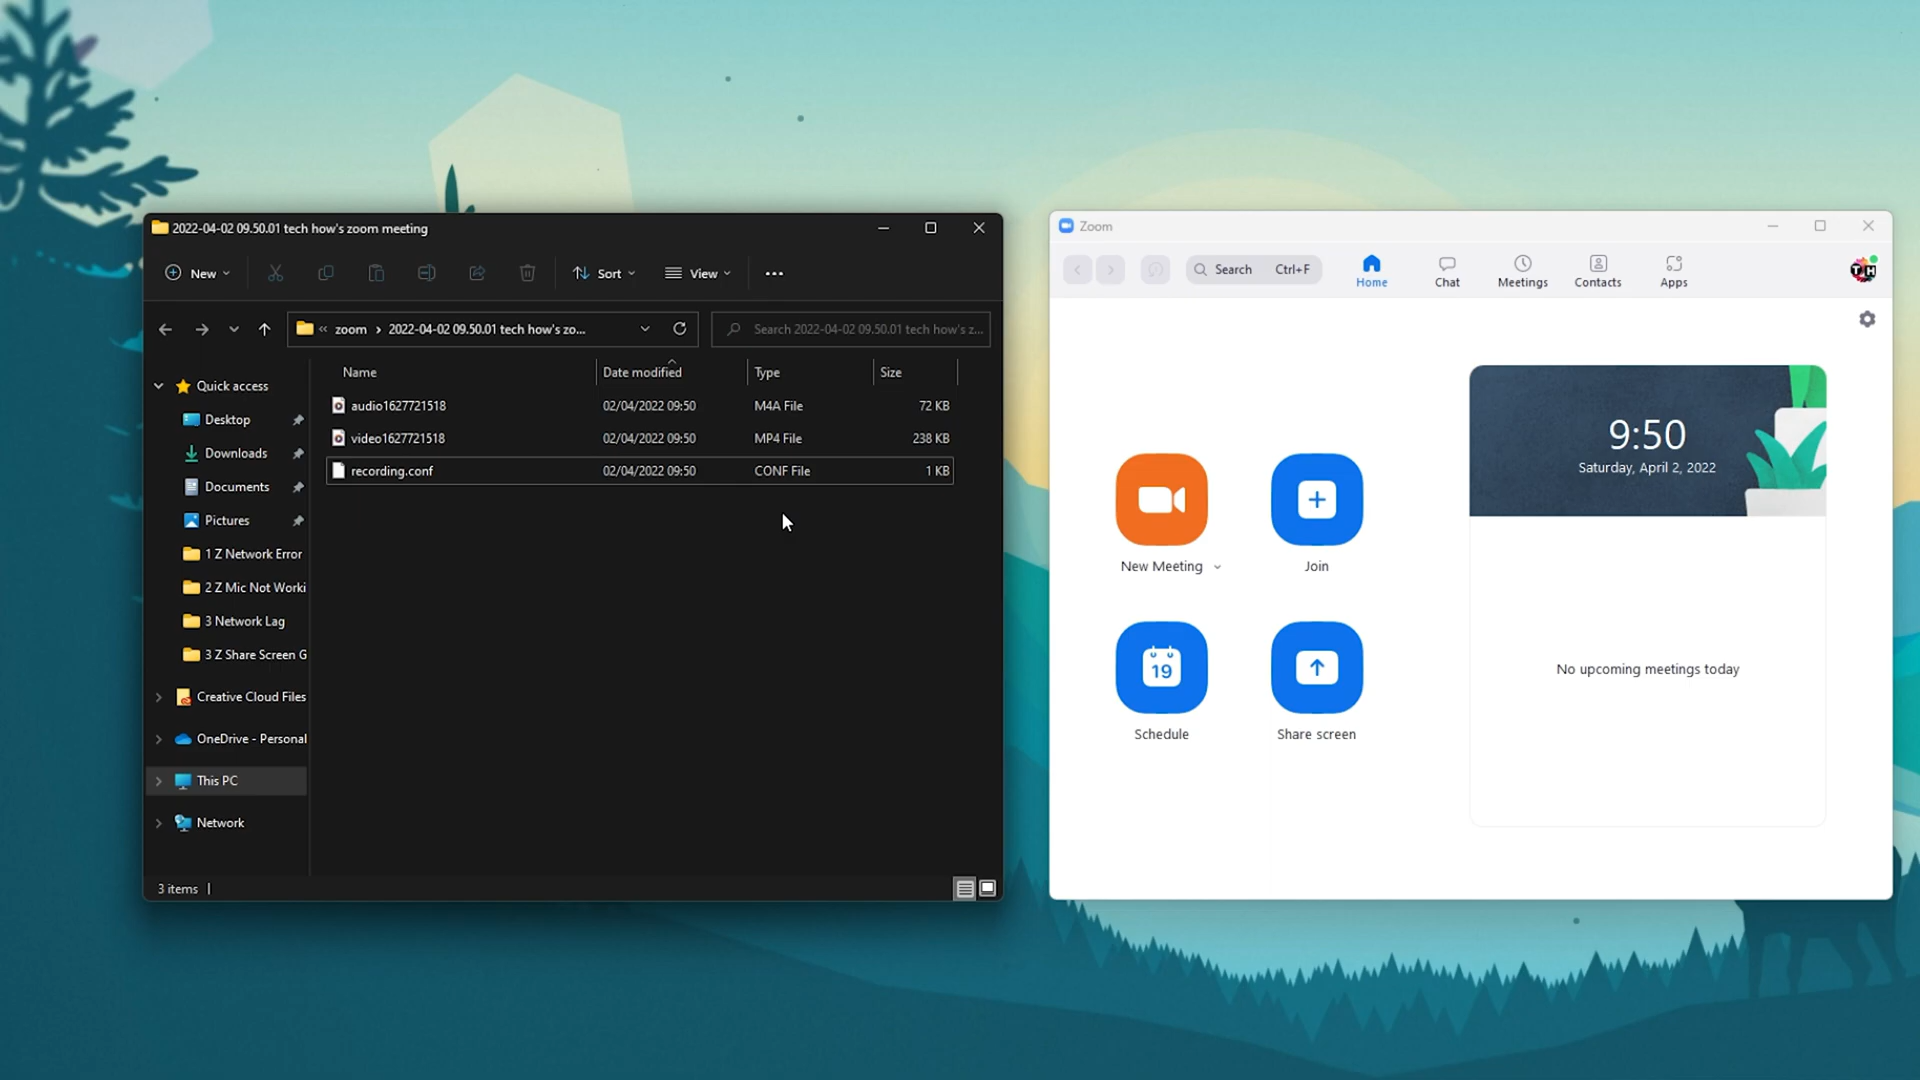 2022-04-02 09.50.01 tech how's zoom meeting
New
Sort
View
zoom
2022-04-02 09.50.01 tech how's zo...
Search 2022-04-02 09.50.01 tech how's z...
Name
Date modified
Type
Size
audio1627721518
02/04/2022 09:50
M4A File
72 KB
video1627721518
02/04/2022 09:50
MP4 File
238 KB
recording.conf
02/04/2022 09:50
CONF File
1 KB
Quick access
Desktop
Downloads
Documents
Pictures
1 Z Network Error
2 Z Mic Not Worki
3 Network Lag
3 Z Share Screen G
Creative Cloud Files
OneDrive - Personal
This PC
Network
3 items
Zoom
Search
Ctrl+F
Home
Chat
Meetings
Contacts
Apps
TH
9:50
Saturday, April 2, 2022
New Meeting
Join
19
Schedule
Share screen
No upcoming meetings today